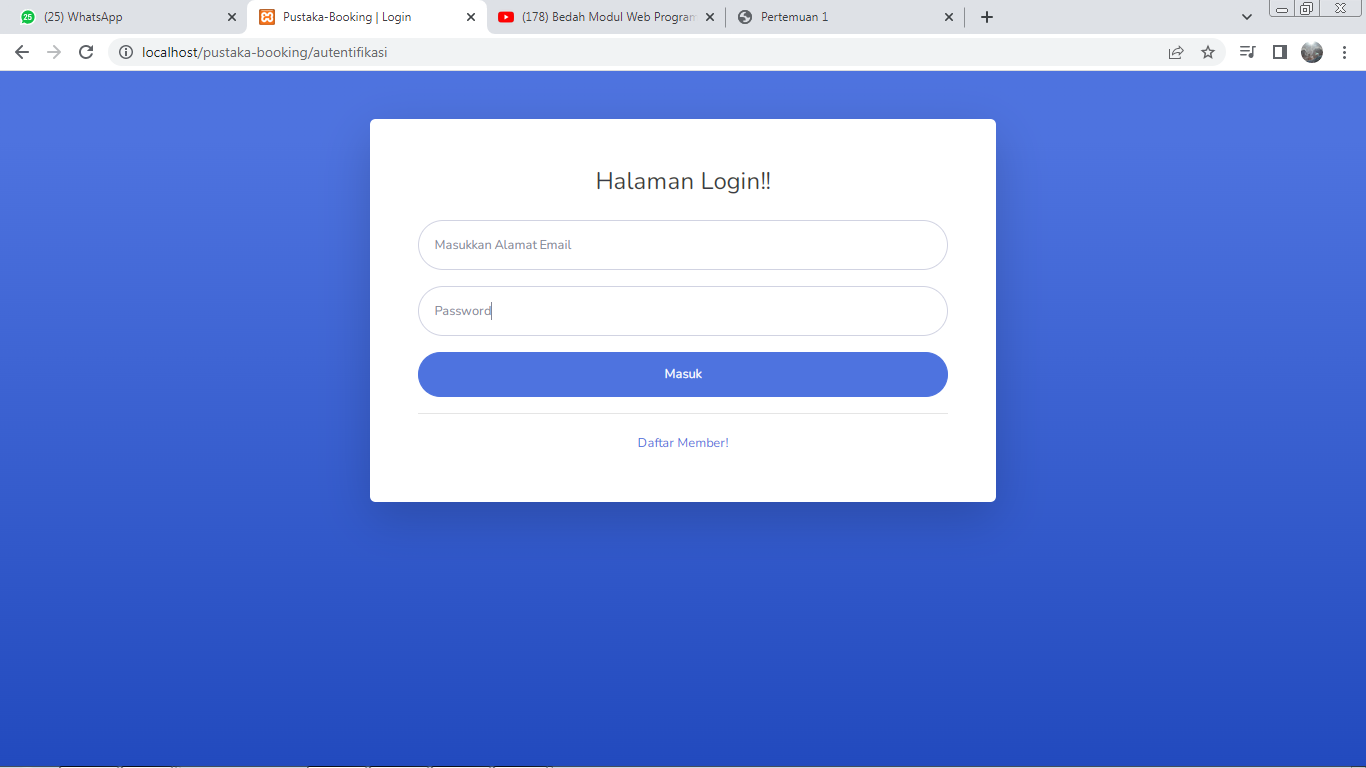 (25) WhatsApp
Pustaka-Booking | Login
(178) Bedah Modul Web Program
Pertemuan 1
localhost/pustaka-booking/autentifikasi
Halaman Login!!
Masukkan Alamat Email
Password
Masuk
Daftar Member!